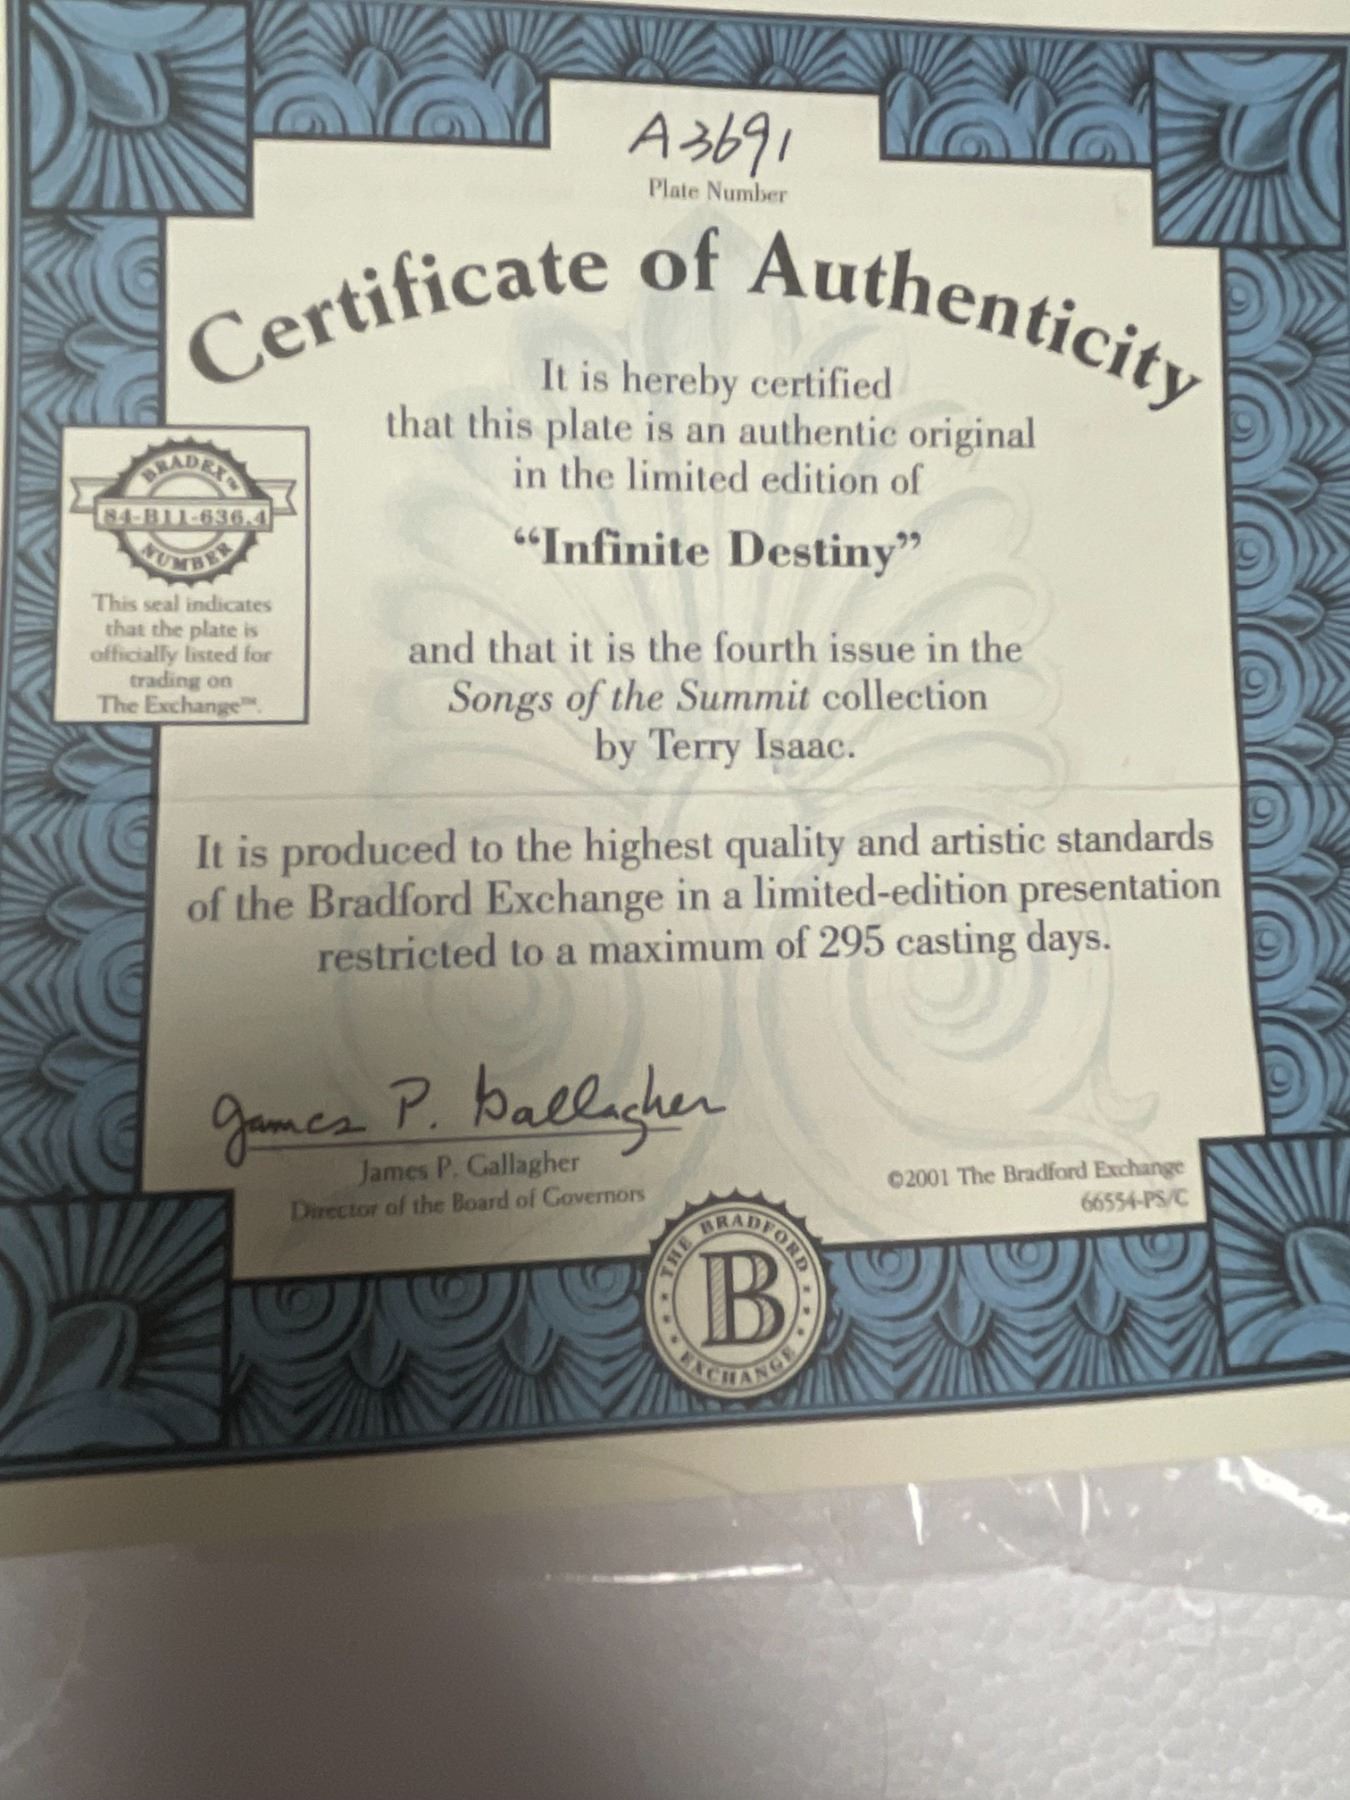 A3691
Plate Number
Certificate of Authenticity
It is hereby certified
that this plate is an authentic original
in the limited edition of
“Infinite Destiny”
and that it is the fourth issue in the
Songs of the Summit collection
by Terry Isaac.
BRADEX™
84-B11-636.4
NUMBER
This seal indicates
that the plate is
officially listed for
trading on
The Exchange™.
It is produced to the highest quality and artistic standards
of the Bradford Exchange in a limited-edition presentation
restricted to a maximum of 295 casting days.
James P. Gallagher
James P. Gallagher
Director of the Board of Governors
©2001 The Bradford Exchange
66554-PS/C
THE BRADFORD
B
EXCHANGE